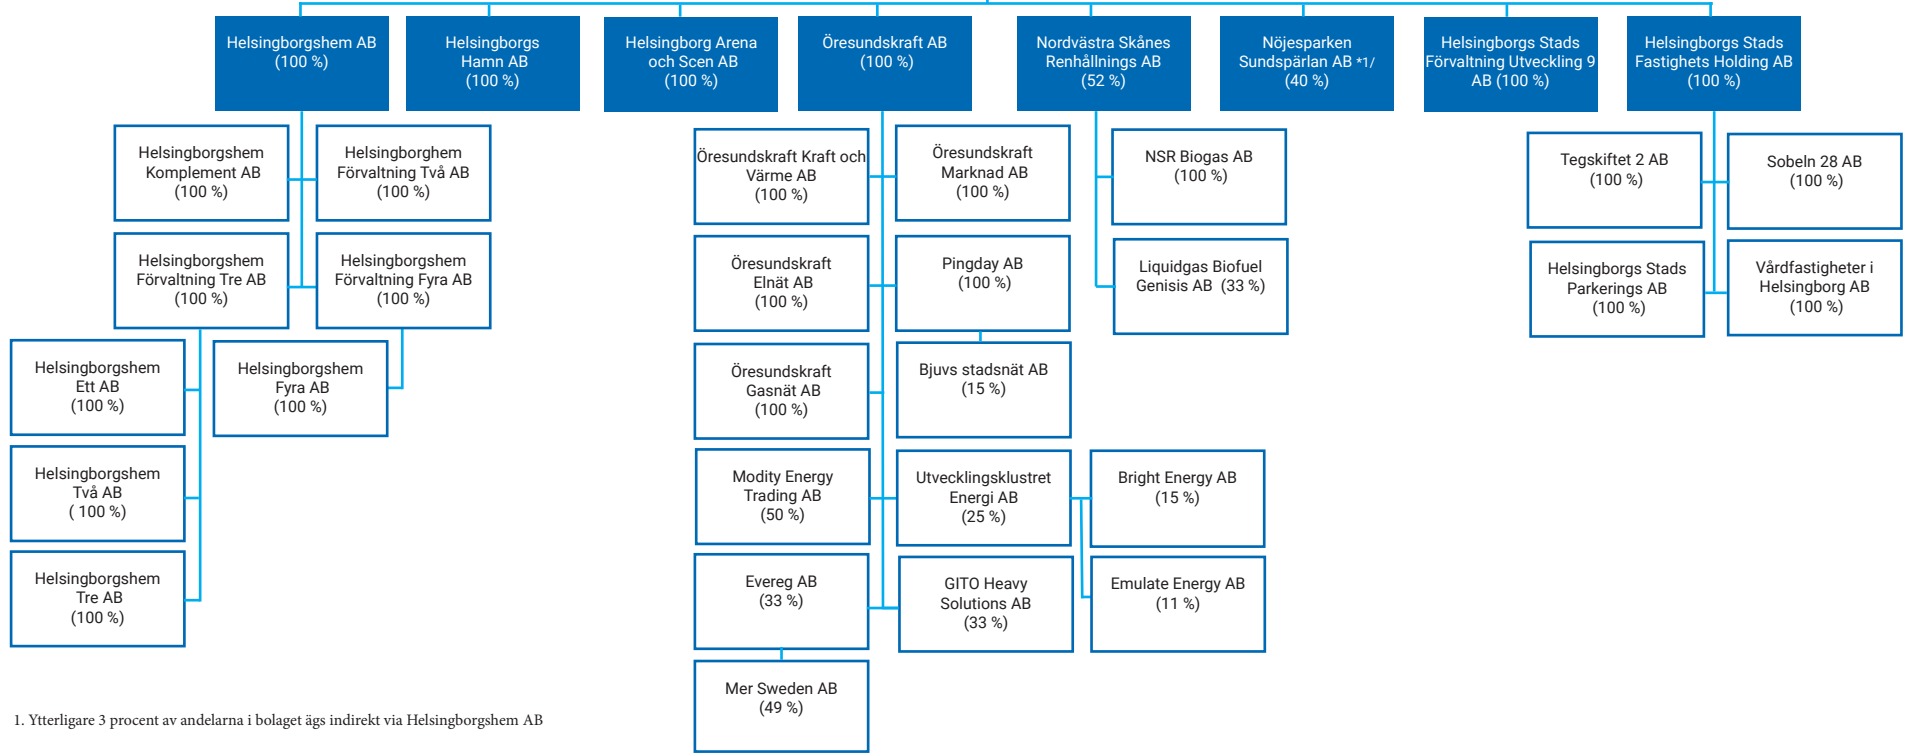 Helsingborgshem AB
(100 %)
Helsingborgs
Hamn AB
(100 %)
Helsingborg Arena
och Scen AB
(100 %)
Öresundskraft AB
(100 %)
Nordvästra Skånes
Renhållnings AB
(52 %)
Nöjesparken
Sundspärlan AB *1/
(40 %)
Helsingborgs Stads
Förvaltning Utveckling 9
AB (100 %)
Helsingborgs Stads
Fastighets Holding AB
(100 %)
Helsingborgshem
Komplement AB
(100 %)
Helsingborghem
Förvaltning Två AB
(100 %)
Helsingborgshem
Förvaltning Tre AB
(100 %)
Helsingborgshem
Förvaltning Fyra AB
(100 %)
Helsingborgshem
Ett AB
(100 %)
Helsingborgshem
Fyra AB
(100 %)
Helsingborgshem
Två AB
( 100 %)
Helsingborgshem
Tre AB
(100 %)
Öresundskraft Kraft och
Värme AB
(100 %)
Öresundskraft
Marknad AB
(100 %)
Öresundskraft
Elnät AB
(100 %)
Pingday AB
(100 %)
Öresundskraft
Gasnät AB
(100 %)
Bjuvs stadsnät AB
(15 %)
Modity Energy
Trading AB
(50 %)
Utvecklingsklustret
Energi AB
(25 %)
Bright Energy AB
(15 %)
Evereg AB
(33 %)
GITO Heavy
Solutions AB
(33 %)
Emulate Energy AB
(11 %)
Mer Sweden AB
(49 %)
NSR Biogas AB
(100 %)
Liquidgas Biofuel
Genisis AB (33 %)
Tegskiftet 2 AB
(100 %)
Sobeln 28 AB
(100 %)
Helsingborgs Stads
Parkerings AB
(100 %)
Vårdfastigheter i
Helsingborg AB
(100 %)
1. Ytterligare 3 procent av andelarna i bolaget ägs indirekt via Helsingborgshem AB